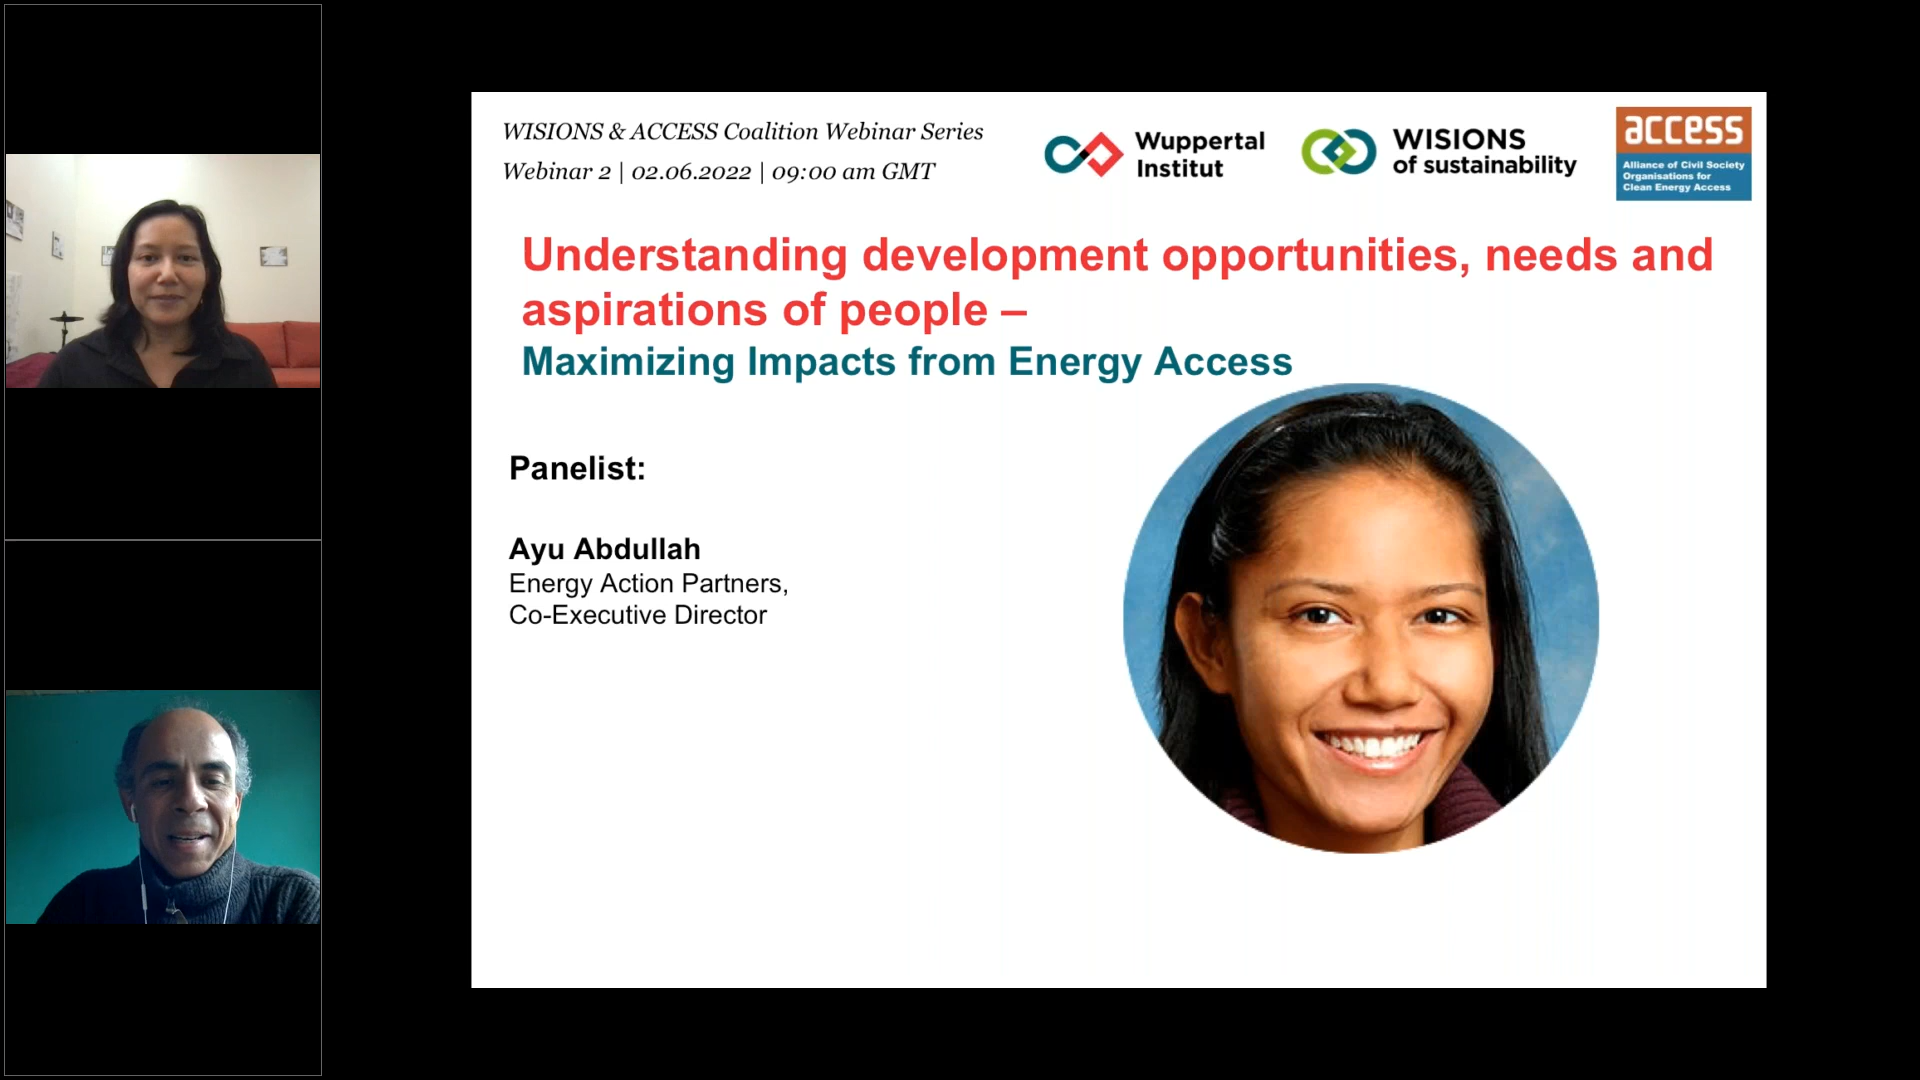 WISIONS & ACCESS Coalition Webinar Series
Webinar 2 | 02.06.2022 | 09:00 am GMT
Wuppertal
Institut
WISIONS
of sustainability
access
Alliance of Civil Society
Organisations for
Clean Energy Access
Understanding development opportunities, needs and
aspirations of people –
Maximizing Impacts from Energy Access
Panelist:
Ayu Abdullah
Energy Action Partners,
Co-Executive Director